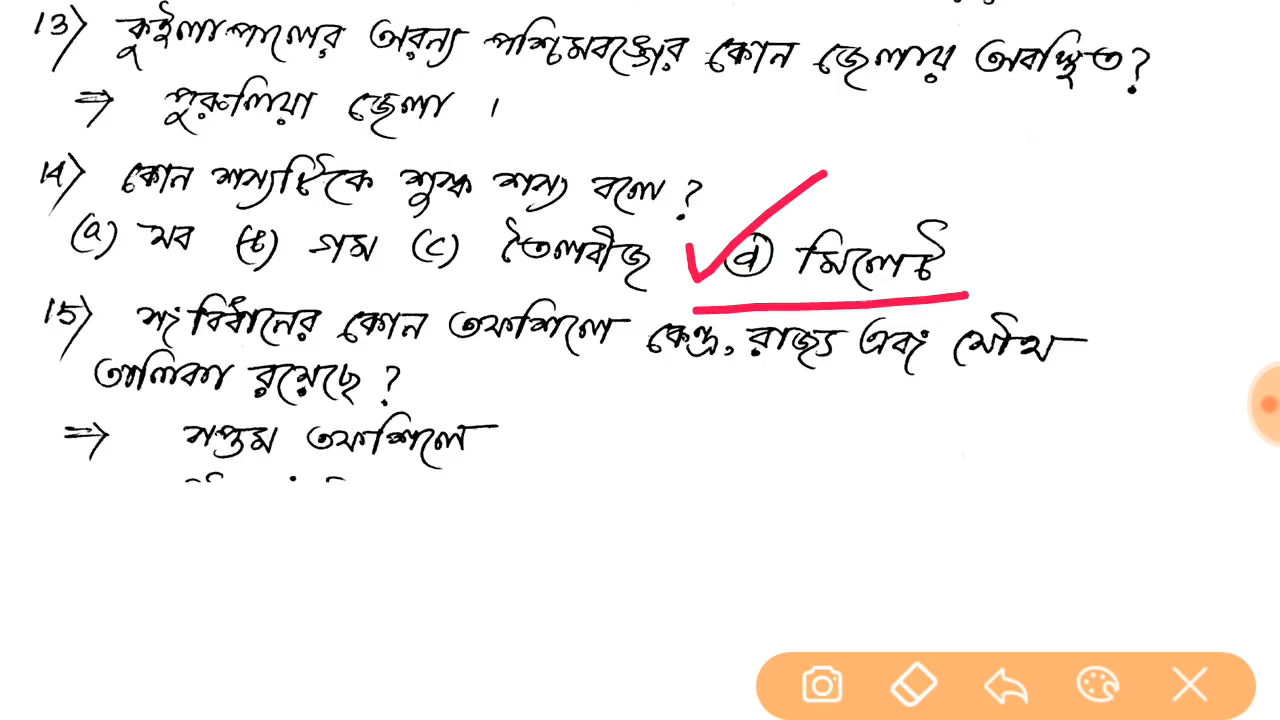 13) কুইলাপালের অরন্য পশ্চিমবঙ্গের কোন জেলায় অবস্থিত?
⇒ পুরুলিয়া জেলা ।
14) কোন শস্যটিকে শুষ্ক শস্য বলে?
(a) যব (b) গম (c) তৈলবীজ (d) মিলেট
15) সংবিধানের কোন তফশিলে কেন্দ্র, রাজ্য এবং যৌথ
তালিকা রয়েছে?
⇒ সপ্তম তফশিলে